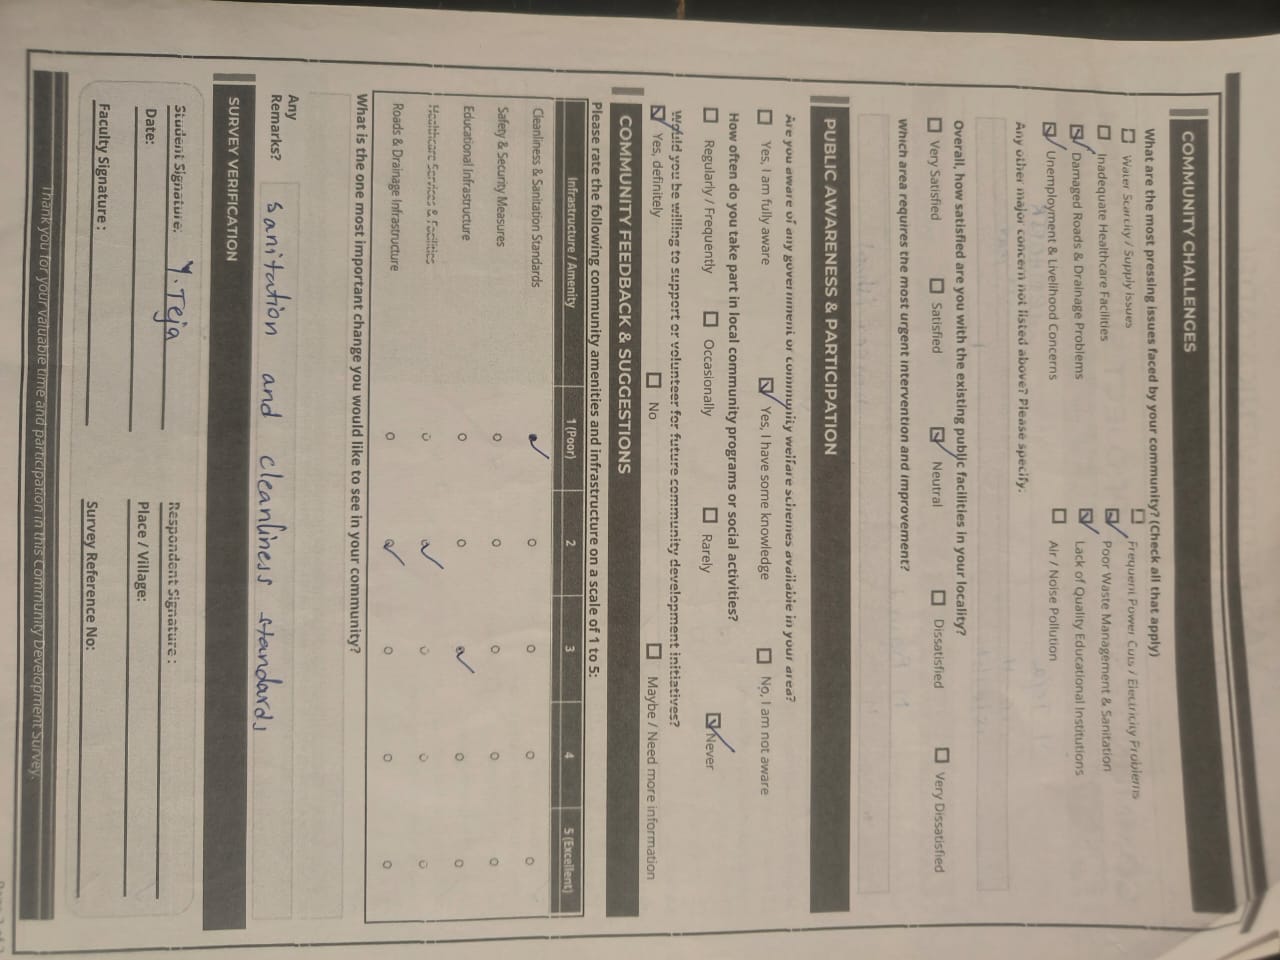 COMMUNITY CHALLENGES
What are the most pressing issues faced by your community? (Check all that apply)
☐ Water Scarcity / Supply Issues ☐ Frequent Power Cuts / Electricity Problems
☐ Inadequate Healthcare Facilities ☑ Poor Waste Management & Sanitation
☑ Damaged Roads & Drainage Problems ☑ Lack of Quality Educational Institutions
☑ Unemployment & Livelihood Concerns ☐ Air / Noise Pollution
Any other major concern not listed above? Please specify.
Overall, how satisfied are you with the existing public facilities in your locality?
☐ Very Satisfied ☐ Satisfied ☑ Neutral ☐ Dissatisfied ☐ Very Dissatisfied
Which area requires the most urgent intervention and improvement?
PUBLIC AWARENESS & PARTICIPATION
Are you aware of any government or community welfare schemes available in your area?
☐ Yes, I am fully aware ☑ Yes, I have some knowledge ☐ No, I am not aware
How often do you take part in local community programs or social activities?
☐ Regularly / Frequently ☐ Occasionally ☐ Rarely ☑ Never
Would you be willing to support or volunteer for future community development initiatives?
☑ Yes, definitely ☐ No ☐ Maybe / Need more information
COMMUNITY FEEDBACK & SUGGESTIONS
Please rate the following community amenities and infrastructure on a scale of 1 to 5:
Infrastructure / Amenity 1 (Poor) 2 3 4 5 (Excellent)
Cleanliness & Sanitation Standards ✓ ○ ○ ○ ○
Safety & Security Measures ○ ○ ○ ○ ○
Educational Infrastructure ○ ○ ✓ ○ ○
Healthcare Services & Facilities ○ ✓ ○ ○ ○
Roads & Drainage Infrastructure ○ ✓ ○ ○ ○
What is the one most important change you would like to see in your community?
Any
Remarks? Sanitation and cleanliness standards
SURVEY VERIFICATION
Student Signature: Y. Teja Respondent Signature :
Date: Place / Village:
Faculty Signature : Survey Reference No:
Thank you for your valuable time and participation in this Community Development Survey.